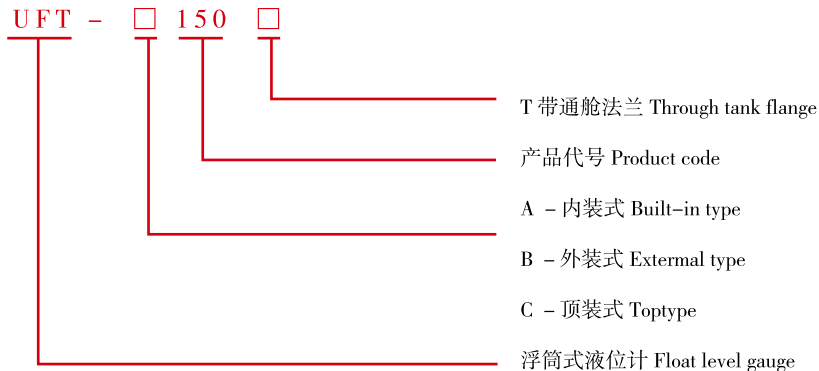 UFT - □ 150 □
T 带通舱法兰 Through tank flange
产品代号 Product code
A - 内装式 Built-in type
B - 外装式 Extermal type
C - 顶装式 Toptype
浮筒式液位计 Float level gauge